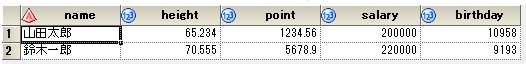 name height point salary birthday
1 山田太郎 65.234 1234.56 200000 10958
2 鈴木一郎 70.555 5678.9 220000 9193